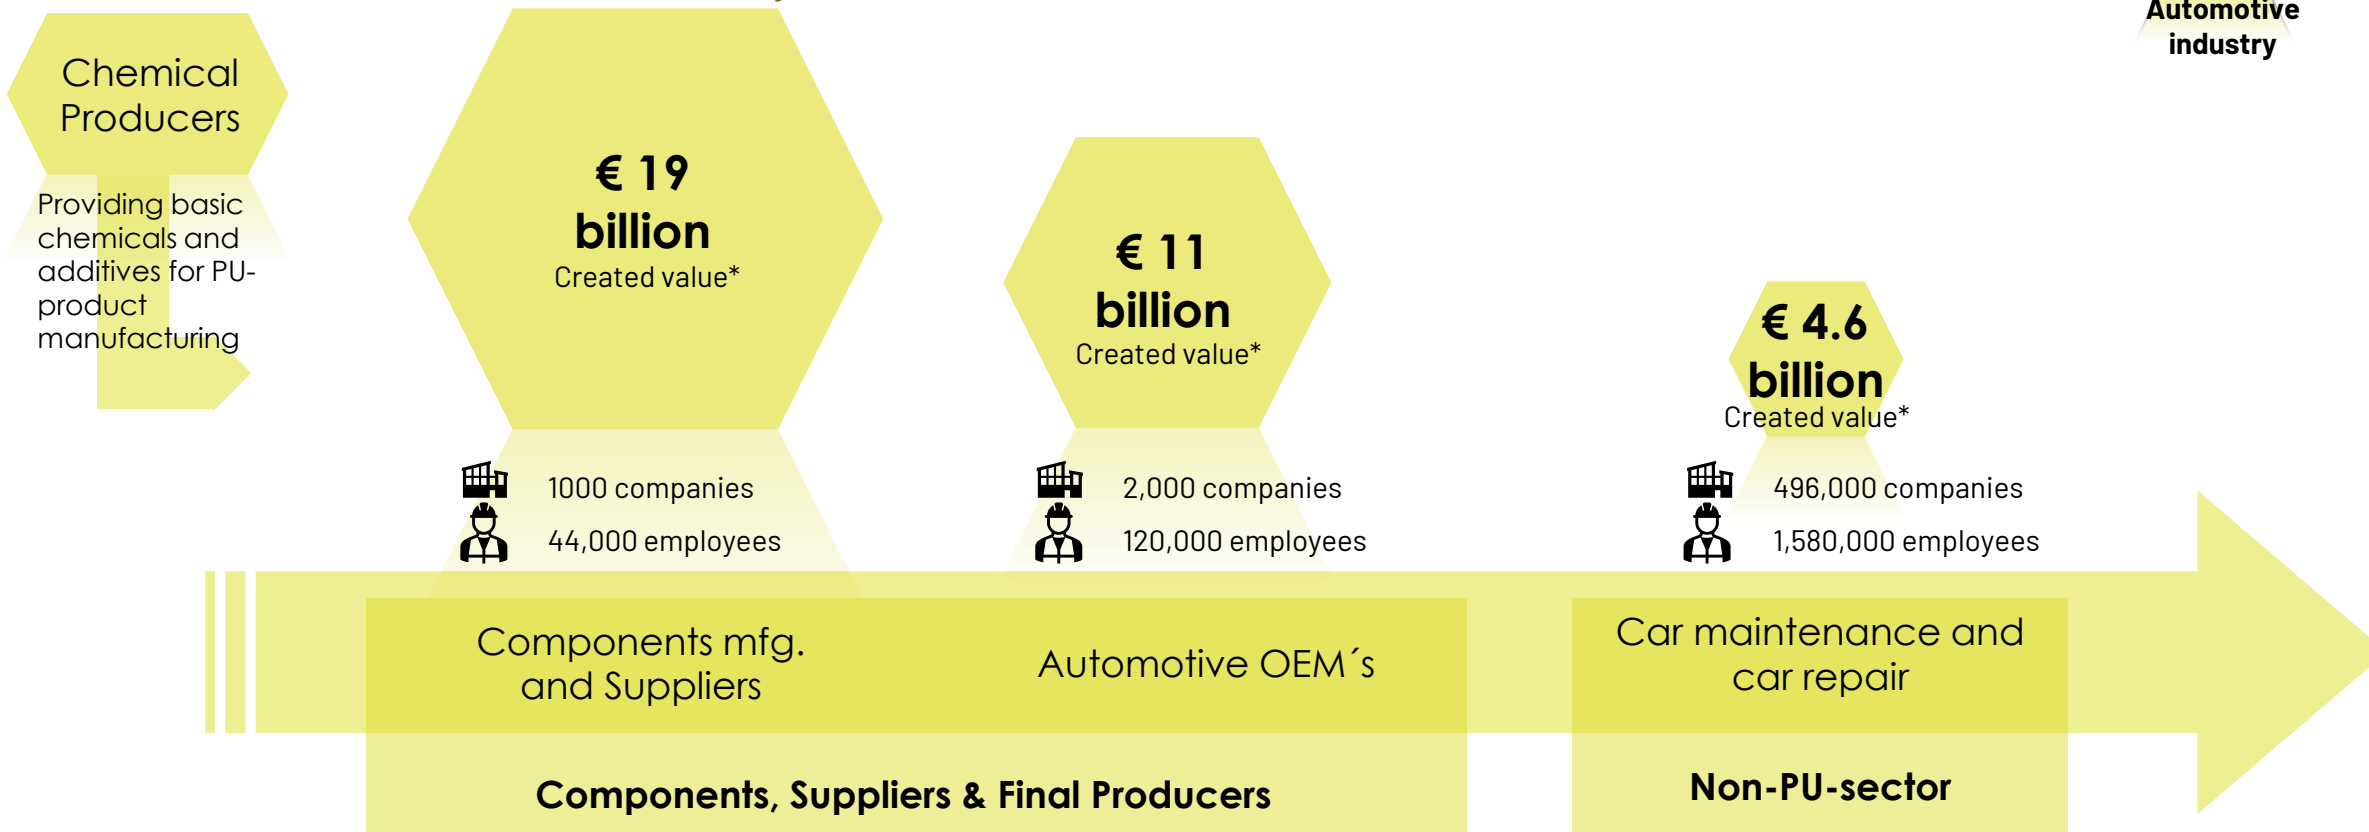 Automotive
industry
Chemical
Producers
Providing basic
chemicals and
additives for PU-
product
manufacturing
€ 19
billion
Created value*
€ 11
billion
Created value*
€ 4.6
billion
Created value*
1000 companies
44,000 employees
2,000 companies
120,000 employees
496,000 companies
1,580,000 employees
Components mfg.
and Suppliers
Automotive OEM´s
Car maintenance and
car repair
Components, Suppliers & Final Producers
Non-PU-sector